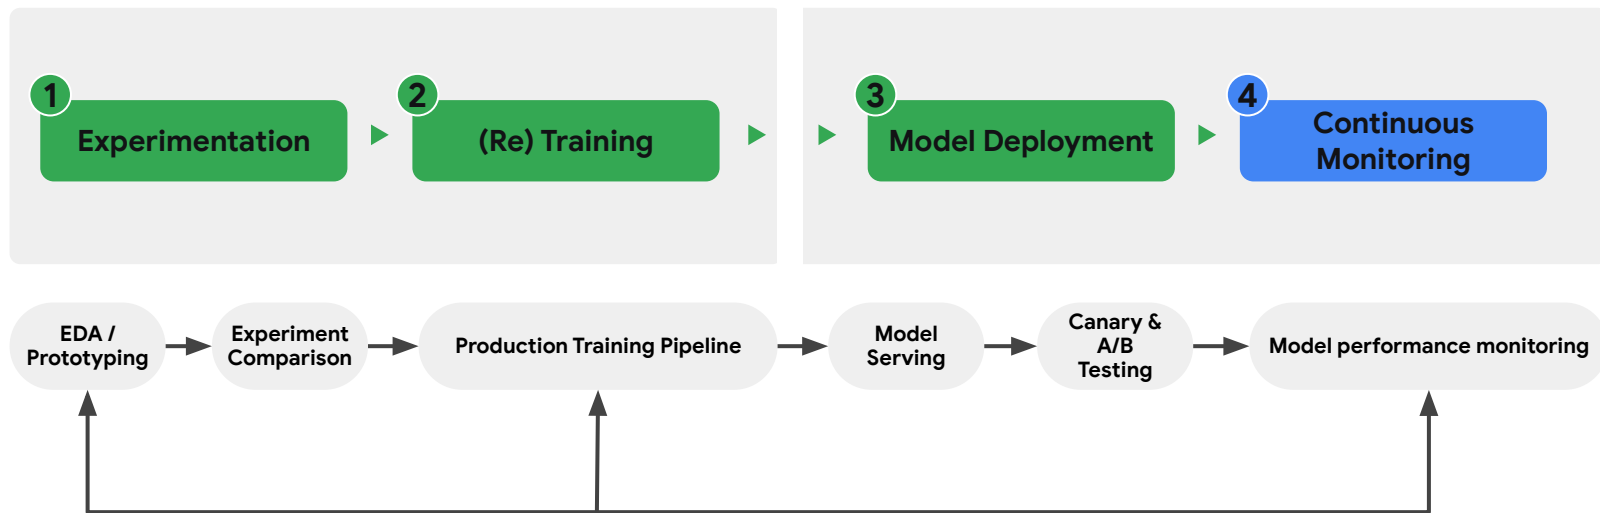 1
Experimentation
2
(Re) Training
3
Model Deployment
4
Continuous
Monitoring
EDA /
Prototyping
Experiment
Comparison
Production Training Pipeline
Model
Serving
Canary &
A/B
Testing
Model performance monitoring